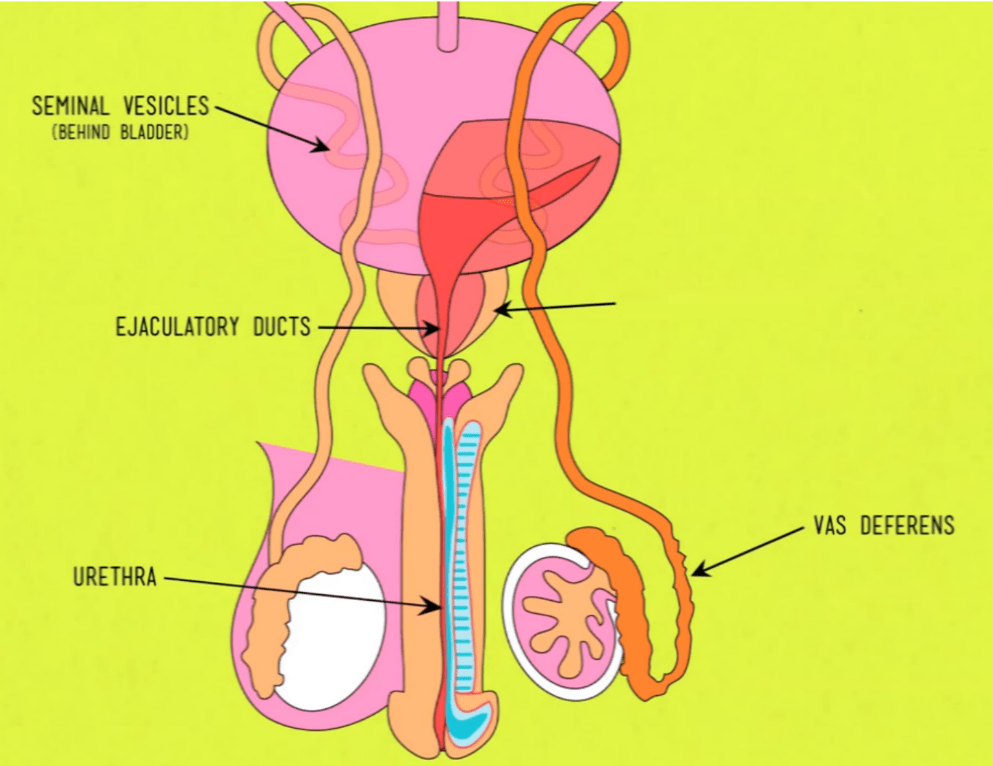 SEMINAL VESICLES
(BEHIND BLADDER)
EJACULATORY DUCTS
VAS DEFERENS
URETHRA